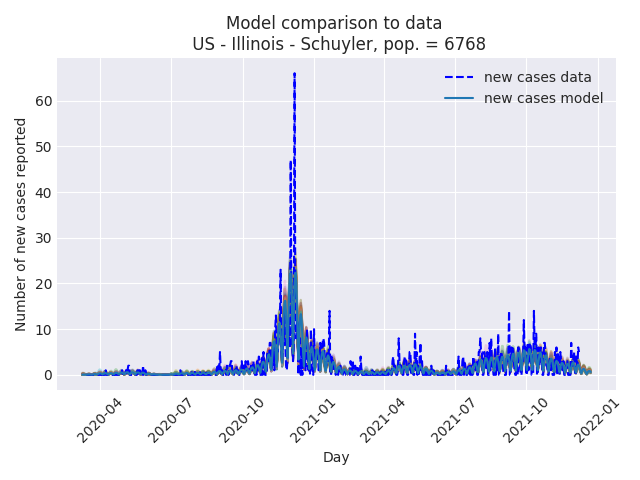 Model comparison to data
US - Illinois - Schuyler, pop. = 6768
new cases data
new cases model
Number of new cases reported
60
50
40
30
20
10
0
2020-04
2020-07
2020-10
2021-01
2021-04
2021-07
2021-10
2022-01
Day